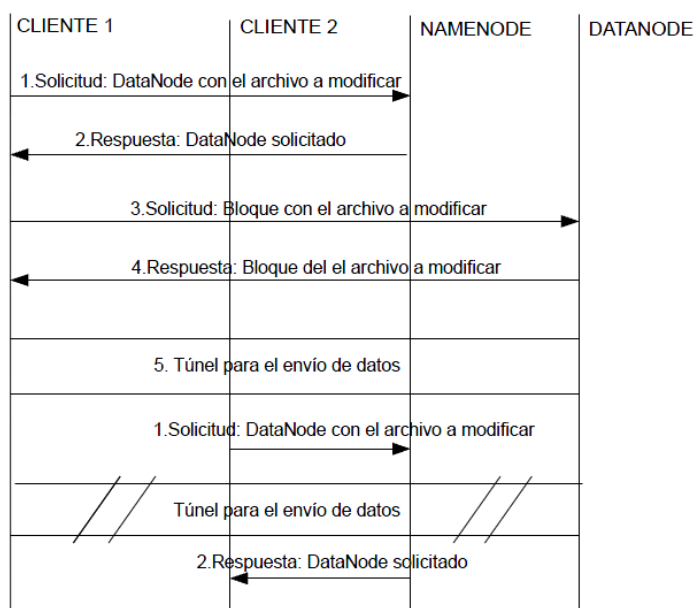 CLIENTE 1
CLIENTE 2
NAMENODE
DATANODE
1.Solicitud: DataNode con el archivo a modificar
2.Respuesta: DataNode solicitado
3.Solicitud: Bloque con el archivo a modificar
4.Respuesta: Bloque del el archivo a modificar
5. Túnel para el envío de datos
1.Solicitud: DataNode con el archivo a modificar
Túnel para el envío de datos
2.Respuesta: DataNode solicitado